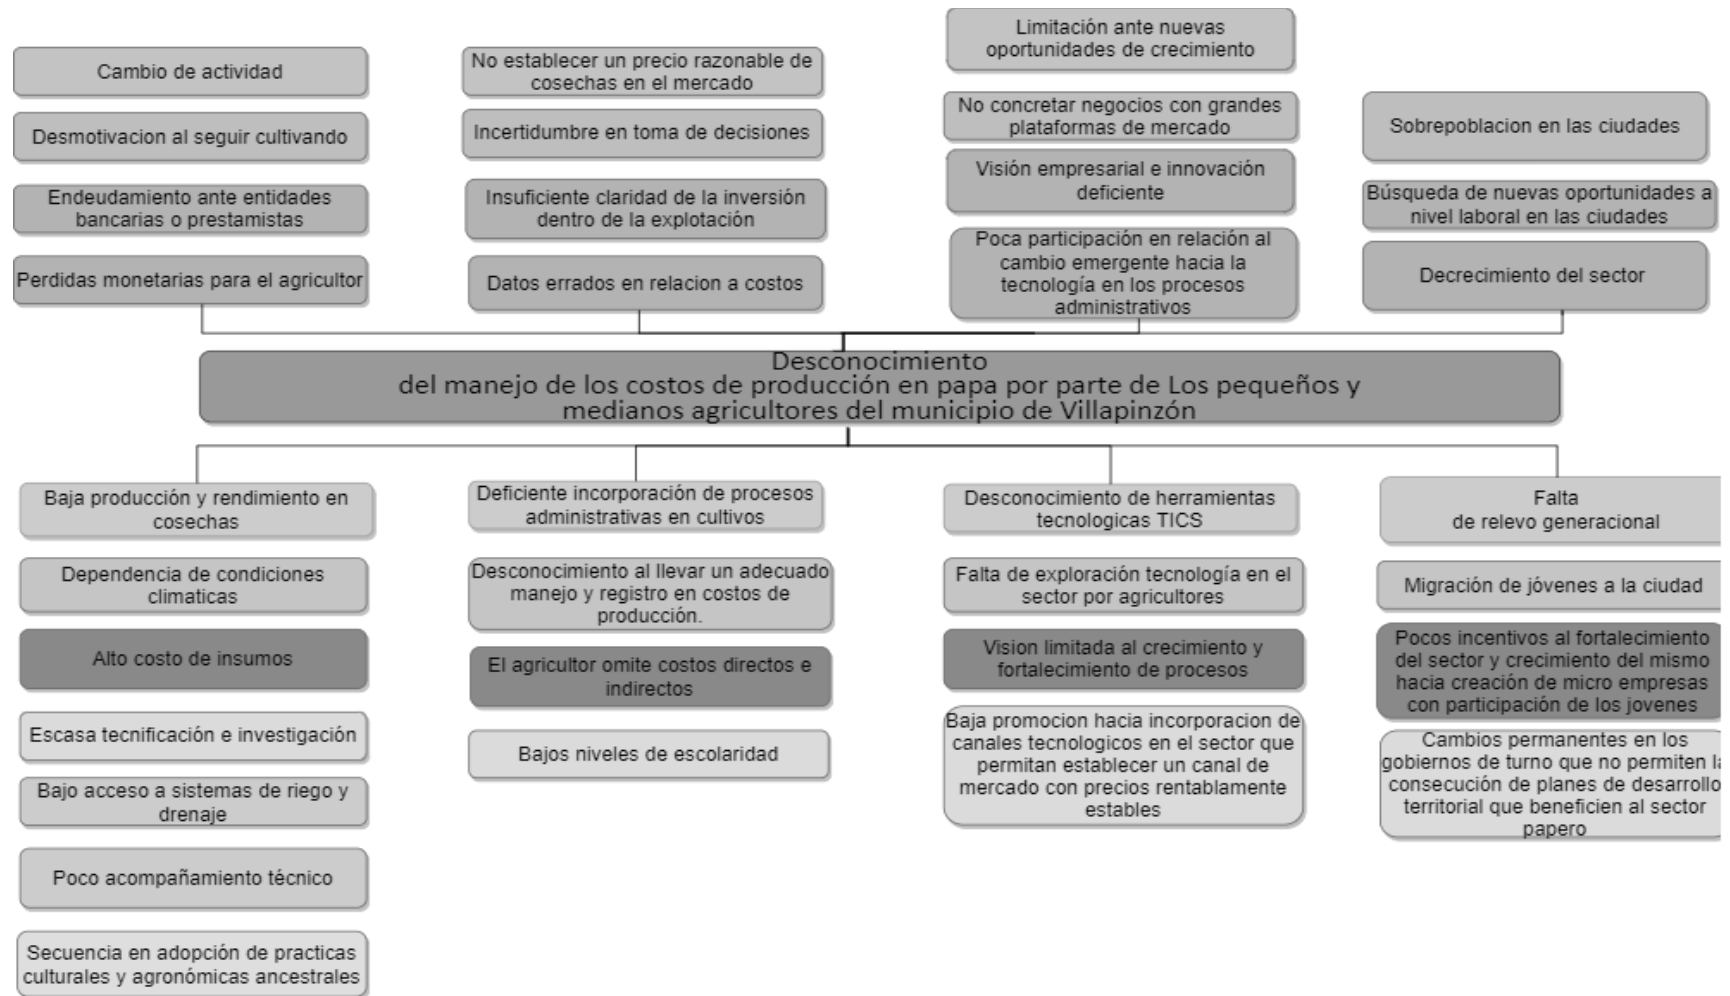 Cambio de actividad
Desmotivacion al seguir cultivando
Endeudamiento ante entidades
bancarias o prestamistas
Perdidas monetarias para el agricultor
No establecer un precio razonable de
cosechas en el mercado
Incertidumbre en toma de decisiones
Insuficiente claridad de la inversión
dentro de la explotación
Datos errados en relacion a costos
Limitación ante nuevas
oportunidades de crecimiento
No concretar negocios con grandes
plataformas de mercado
Visión empresarial e innovación
deficiente
Poca participación en relación al
cambio emergente hacia la
tecnología en los procesos
administrativos
Sobrepoblacion en las ciudades
Búsqueda de nuevas oportunidades a
nivel laboral en las ciudades
Decrecimiento del sector
Desconocimiento
del manejo de los costos de producción en papa por parte de Los pequeños y
medianos agricultores del municipio de Villapinzón
Baja producción y rendimiento en
cosechas
Dependencia de condiciones
climaticas
Alto costo de insumos
Escasa tecnificación e investigación
Bajo acceso a sistemas de riego y
drenaje
Poco acompañamiento técnico
Secuencia en adopción de practicas
culturales y agronómicas ancestrales
Deficiente incorporación de procesos
administrativas en cultivos
Desconocimiento al llevar un adecuado
manejo y registro en costos de
producción.
El agricultor omite costos directos e
indirectos
Bajos niveles de escolaridad
Desconocimiento de herramientas
tecnologicas TICS
Falta de exploración tecnología en el
sector por agricultores
Vision limitada al crecimiento y
fortalecimiento de procesos
Baja promocion hacia incorporacion de
canales tecnologicos en el sector que
permitan establecer un canal de
mercado con precios rentablamente
estables
Falta
de relevo generacional
Migración de jóvenes a la ciudad
Pocos incentivos al fortalecimiento
del sector y crecimiento del mismo
hacia creación de micro empresas
con participación de los jovenes
Cambios permanentes en los
gobiernos de turno que no permiten la
consecución de planes de desarrollo
territorial que beneficien al sector
papero